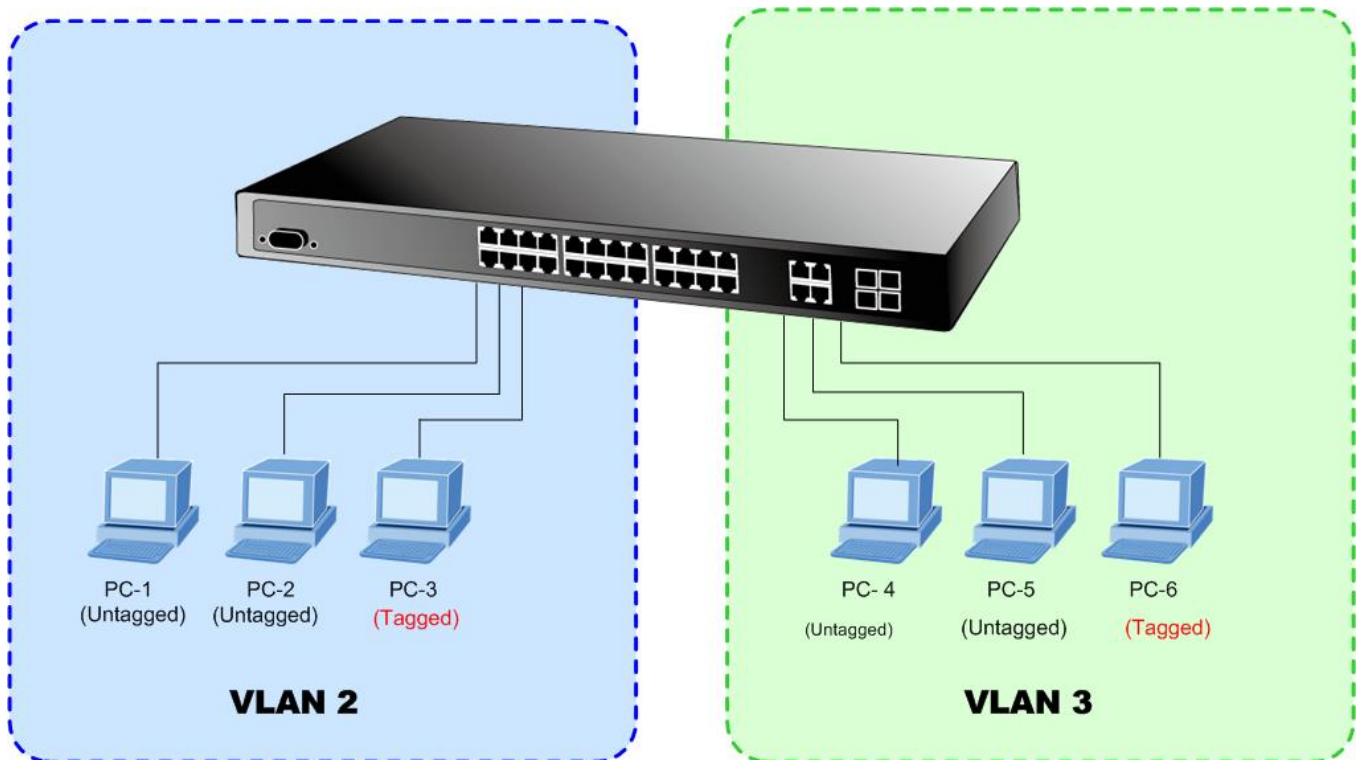 PC-1
(Untagged)
PC-2
(Untagged)
PC-3
(Tagged)
VLAN 2
PC- 4
(Untagged)
PC-5
(Untagged)
PC-6
(Tagged)
VLAN 3